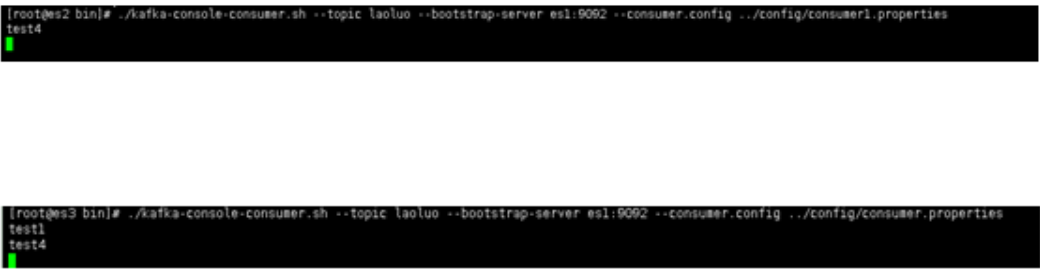 [root@es2 bin]# ./kafka-console-consumer.sh --topic laoluo --bootstrap-server es1:9092 --consumer.config ../config/consumer1.properties
test4
[root@es3 bin]# ./kafka-console-consumer.sh --topic laoluo --bootstrap-server es1:9092 --consumer.config ../config/consumer.properties
test1
test4